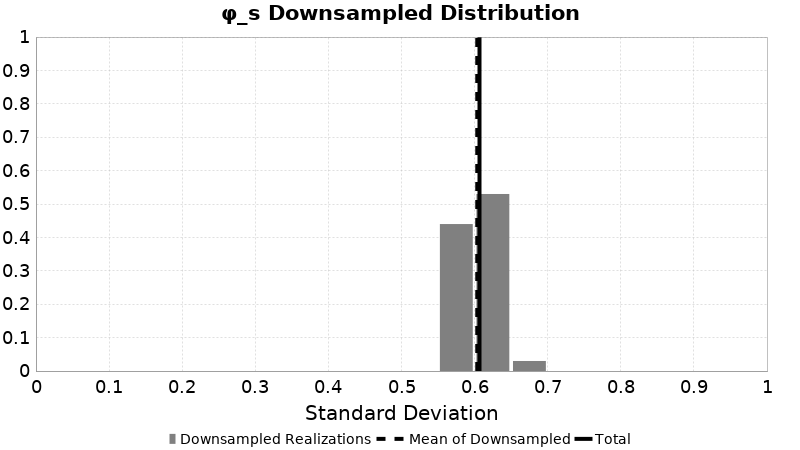 φ_s Downsampled Distribution
1
0.9
0.8
0.7
0.6
0.5
0.4
0.3
0.2
0.1
0
0 0.1 0.2 0.3 0.4 0.5 0.6 0.7 0.8 0.9 1
Standard Deviation
Downsampled Realizations Mean of Downsampled Total